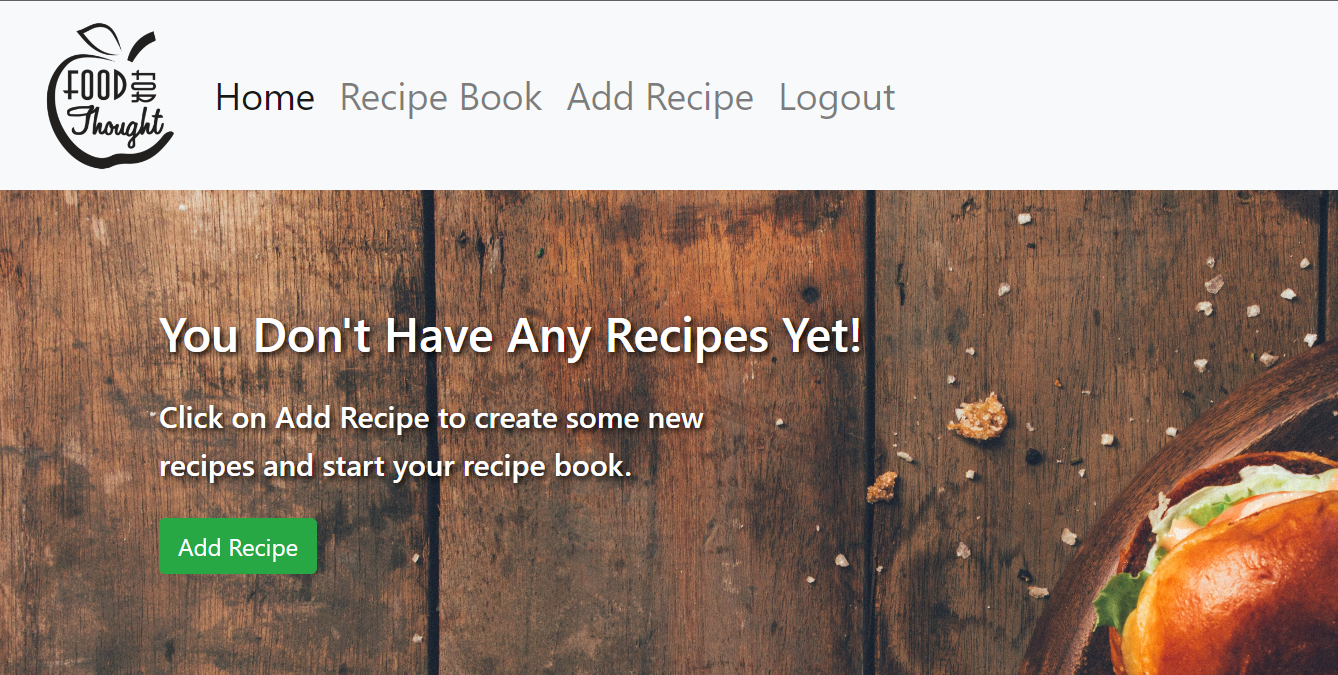 FOOD for
Thought
Home Recipe Book Add Recipe Logout
You Don't Have Any Recipes Yet!
Click on Add Recipe to create some new
recipes and start your recipe book.
Add Recipe